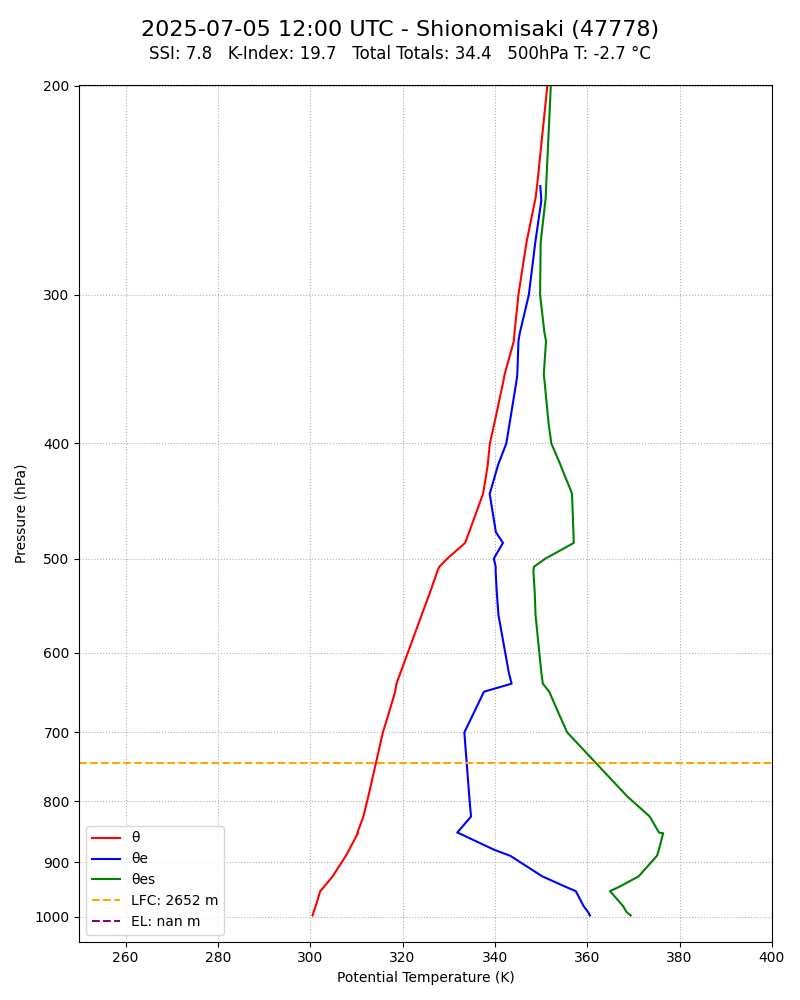 2025-07-05 12:00 UTC - Shionomisaki (47778)
SSI: 7.8   K-Index: 19.7   Total Totals: 34.4   500hPa T: -2.7 °C
200
300
400
500
600
700
800
900
1000
Pressure (hPa)
θ
θe
θes
LFC: 2652 m
EL: nan m
260 280 300 320 340 360 380 400
Potential Temperature (K)